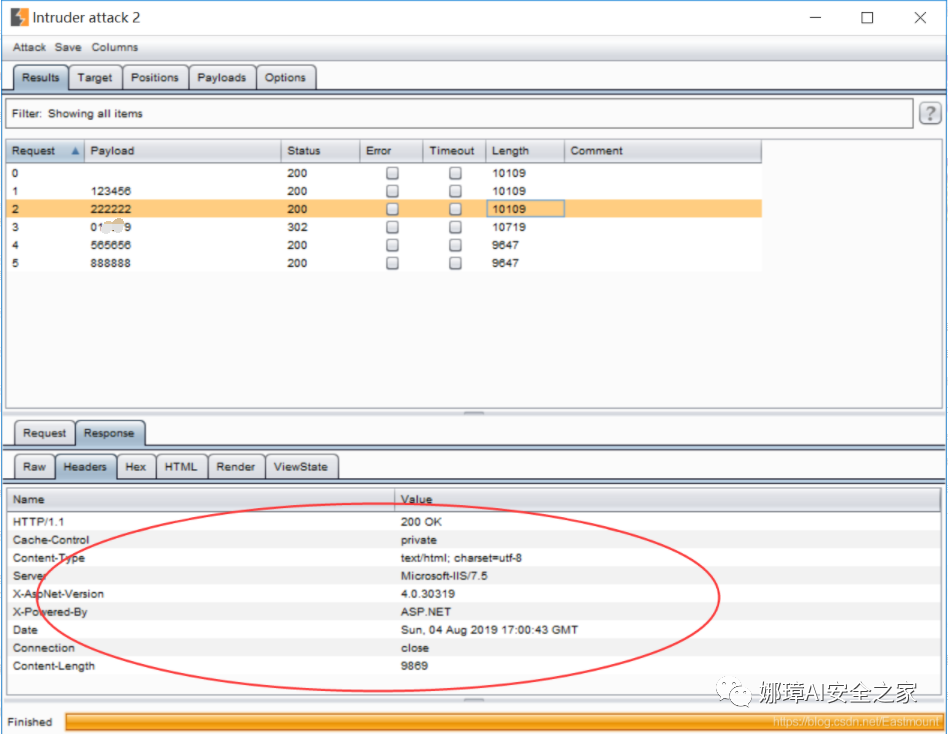 Intruder attack 2
Attack Save Columns
Results Target Positions Payloads Options
Filter: Showing all items
?
Request Payload Status Error Timeout Length Comment
0 200 10109
1 123456 200 10109
2 222222 200 10109
3 302 10719
4 565656 200 9647
5 888888 200 9647
Request Response
Raw Headers Hex HTML Render ViewState
Name Value
HTTP/1.1 200 OK
Cache-Control private
Content-Type text/html; charset=utf-8
Server Microsoft-IIS/7.5
X-AspNet-Version 4.0.30319
X-Powered-By ASP.NET
Date Sun, 04 Aug 2019 17:00:43 GMT
Connection close
Content-Length 9869
娜璋AI安全之家
Finished
https://blog.csdn.net/Eastmount